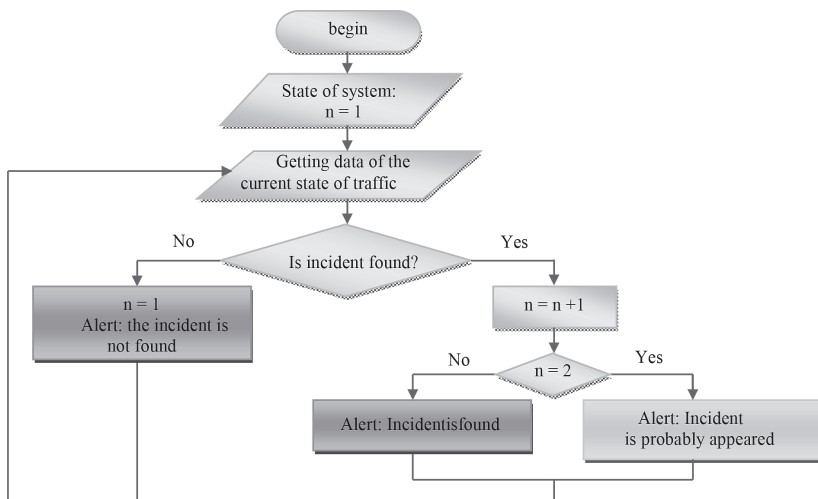 begin
State of system:
n = 1
Getting data of the
current state of traffic
Is incident found?
No
Yes
n = 1
Alert: the incident is
not found
n = n +1
n = 2
No
Yes
Alert: Incidentisfound
Alert: Incident
is probably appeared